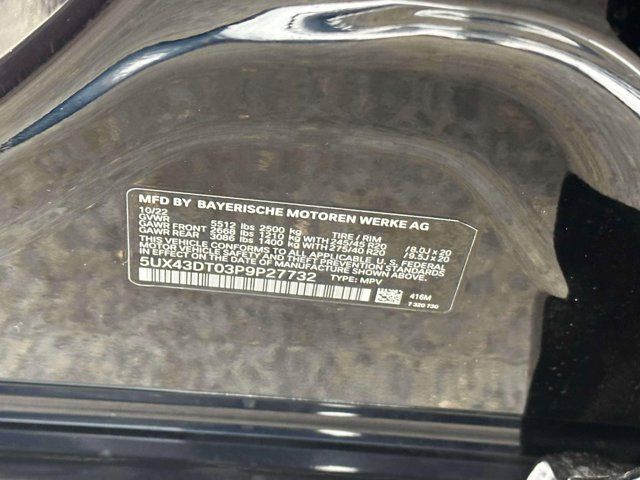 MFD BY BAYERISCHE MOTOREN WERKE AG
10/22
GVWR 5512 lbs 2500 kg TIRE / RIM
GAWR FRONT 2668 lbs 1210 kg WITH 245/45 R20 /8.0J x 20
GAWR REAR 3086 lbs 1400 kg WITH 275/40 R20 /9.5J x 20
THIS VEHICLE CONFORMS TO ALL APPLICABLE U.S. FEDERAL
MOTOR VEHICLE SAFETY AND THEFT PREVENTION STANDARDS
IN EFFECT ON THE DATE OF MANUFACTURE SHOWN ABOVE.
5UX43DT03P9P27732
TYPE: MPV
416M
7 320 730